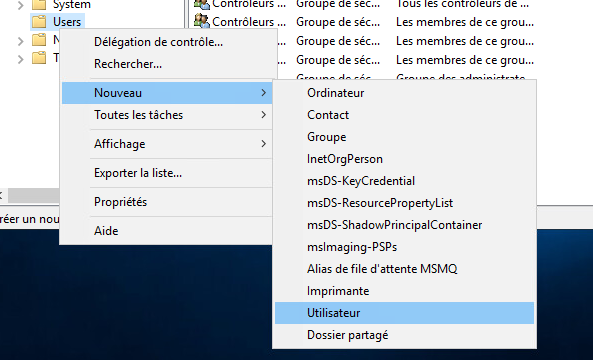 System
Users
N
T
Contrôleurs ... Groupe de séc... Tous les contrôleurs de ...
Contrôleurs ... Groupe de séc... Les membres de ce grou...
Groupe de séc... Les membres de ce grou...
Groupe de séc... Les membres de ce grou...
Groupe de séc... Groupe des administrate...
Délégation de contrôle...
Rechercher...
Nouveau
Toutes les tâches
Affichage
Exporter la liste...
Propriétés
Aide
Ordinateur
Contact
Groupe
InetOrgPerson
msDS-KeyCredential
msDS-ResourcePropertyList
msDS-ShadowPrincipalContainer
msImaging-PSPs
Alias de file d'attente MSMQ
Imprimante
Utilisateur
Dossier partagé
réer un nou